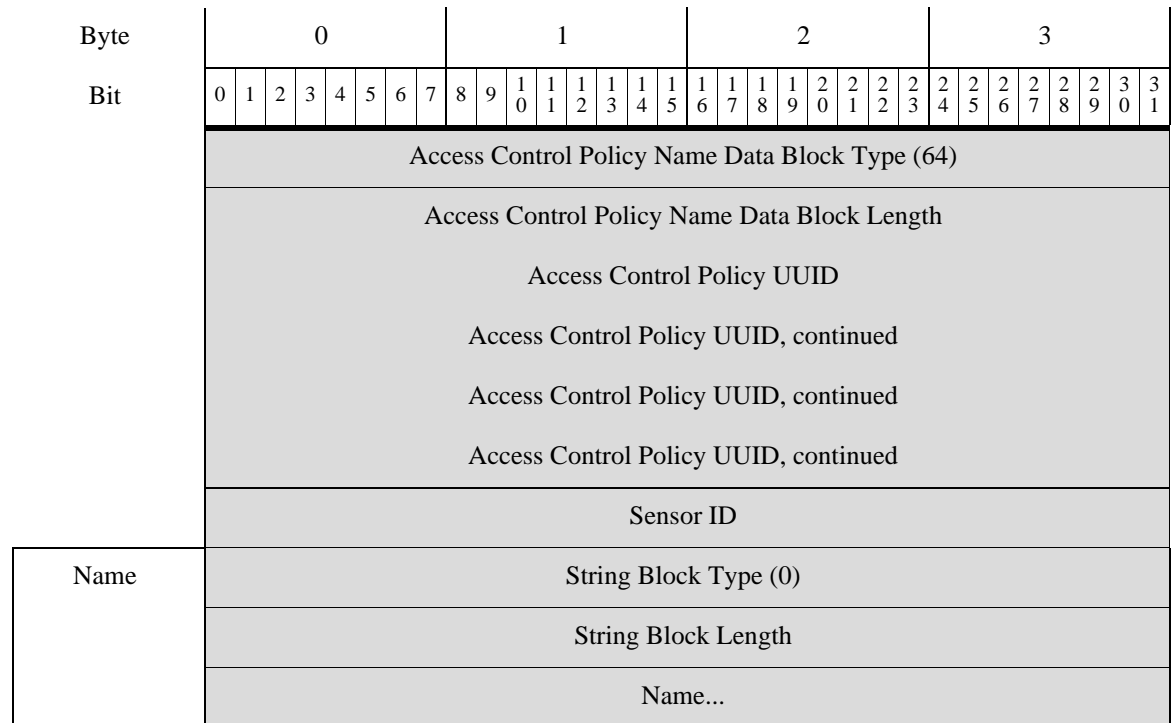 Byte 0 1 2 3
Bit 0 1 2 3 4 5 6 7 8 9 10 11 12 13 14 15 16 17 18 19 20 21 22 23 24 25 26 27 28 29 30 31
Access Control Policy Name Data Block Type (64)
Access Control Policy Name Data Block Length
Access Control Policy UUID
Access Control Policy UUID, continued
Access Control Policy UUID, continued
Access Control Policy UUID, continued
Sensor ID
Name String Block Type (0)
String Block Length
Name...